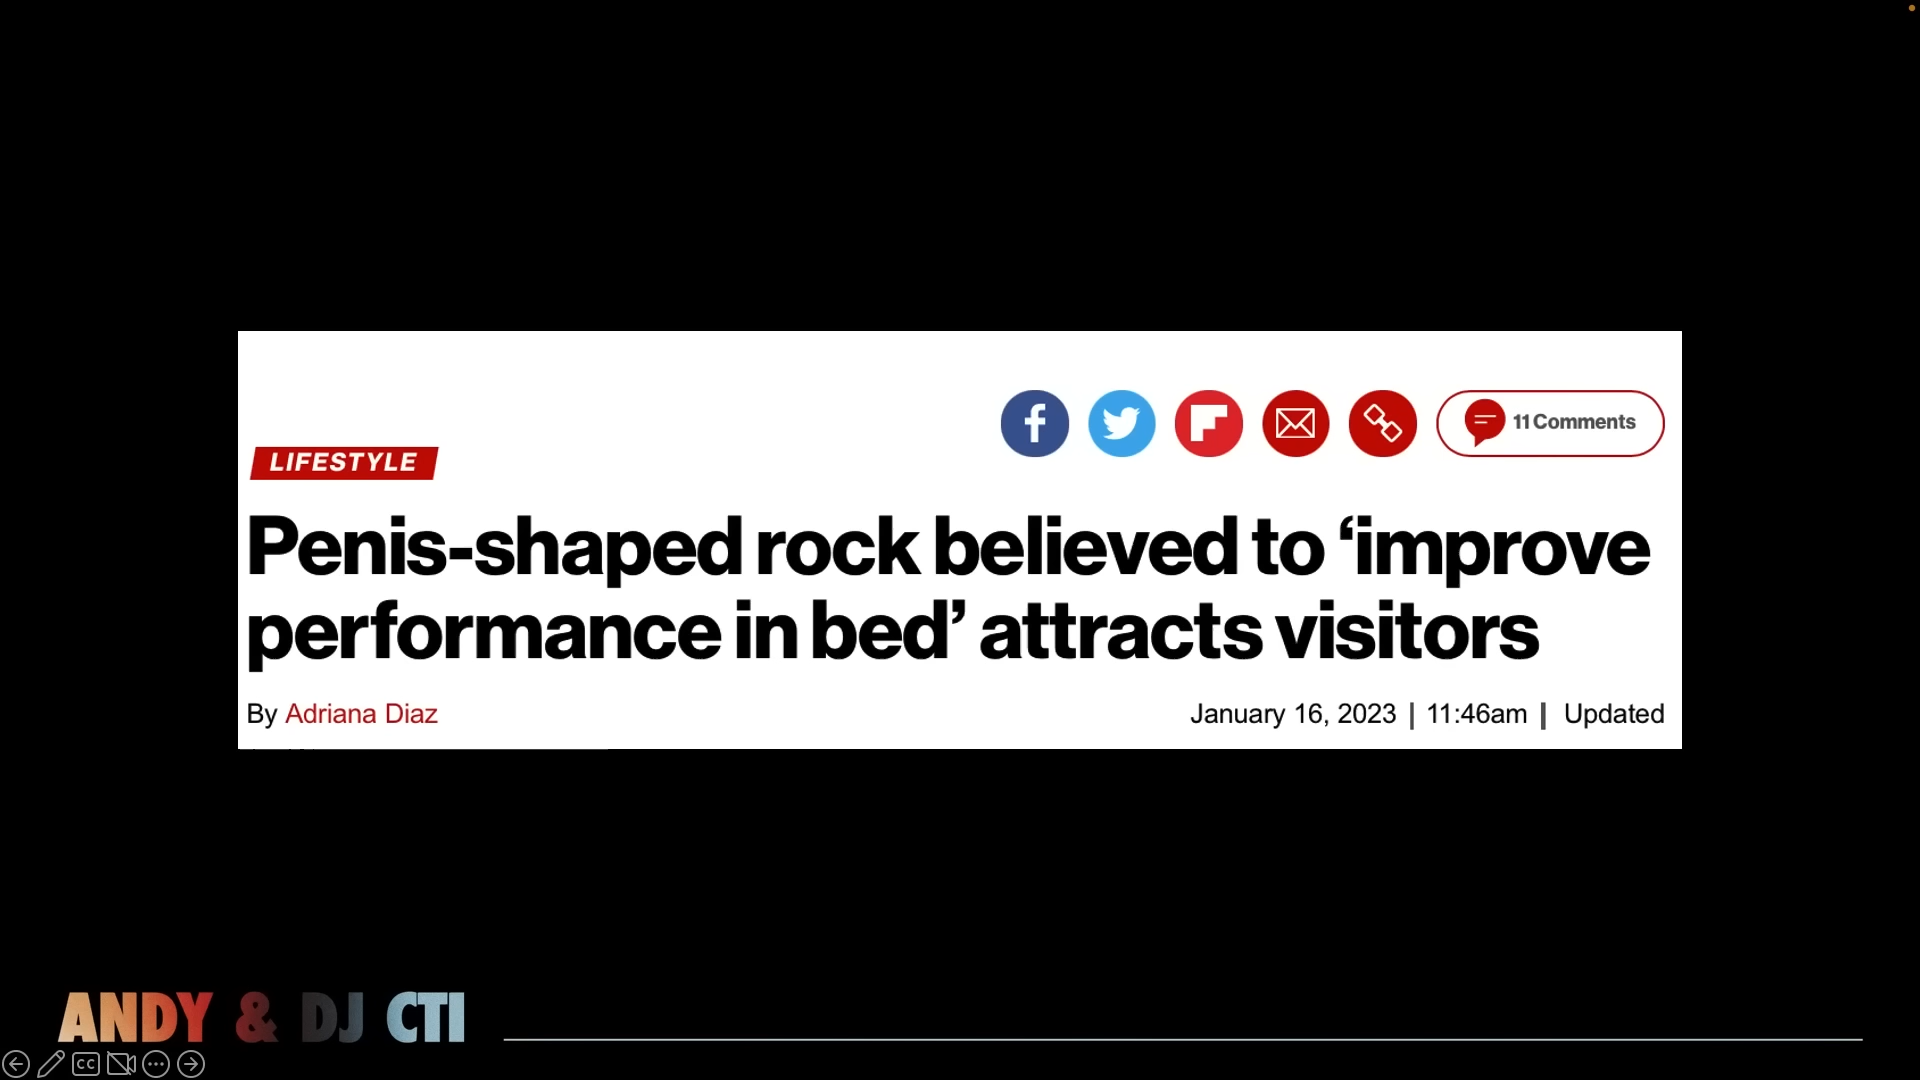 11 Comments
LIFESTYLE
Penis-shaped rock believed to ‘improve
performance in bed’ attracts visitors
By Adriana Diaz
January 16, 2023 | 11:46am | Updated
ANDY & DJ CTI
CC